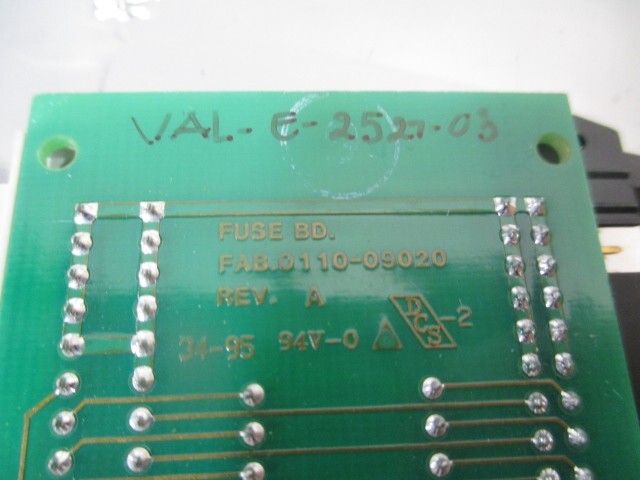 VAL-E-2527-03
FUSE BD.
FAB.0110-09020
REV. A
34-95 94V-0 DCS -2